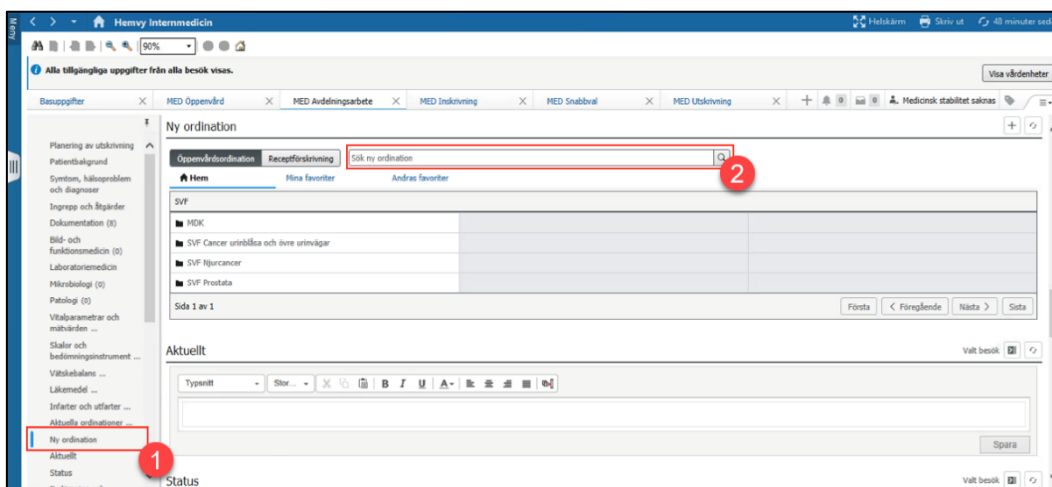 Meny
Hemvy Internmedicin
Helskärm
Skriv ut
48 minuter sed
90%
Alla tillgängliga uppgifter från alla besök visas.
Visa vårdenheter
Basuppgifter
MED Öppenvård
MED Avdelningsarbete
MED Inskrivning
MED Snabbval
MED Utskrivning
0
0
Medicinsk stabilitet saknas
Planering av utskrivning
Patientbakgrund
Symtom, hälsoproblem
och diagnoser
Ingrepp och åtgärder
Dokumentation (8)
Bild- och
funktionsmedicin (0)
Laboratoriemedicin
Mikrobiologi (0)
Patologi (0)
Vitalparametrar och
mätvärden ...
Skalor och
bedömningsinstrument ...
Vätskebalans ...
Läkemedel ...
Infarter och utfarter ...
Aktuella ordinationer ...
Ny ordination
Aktuellt
Status
1
Ny ordination
Öppenvårdsordination
Receptförskrivning
Sök ny ordination
2
Hem
Mina favoriter
Andras favoriter
SVF
MDK
SVF Cancer urinblåsa och övre urinvägar
SVF Njurcancer
SVF Prostata
Sida 1 av 1
Första
Föregående
Nästa
Sista
Aktuellt
Valt besök
Typsnitt
Stor...
B I U A
Spara
Status
Valt besök